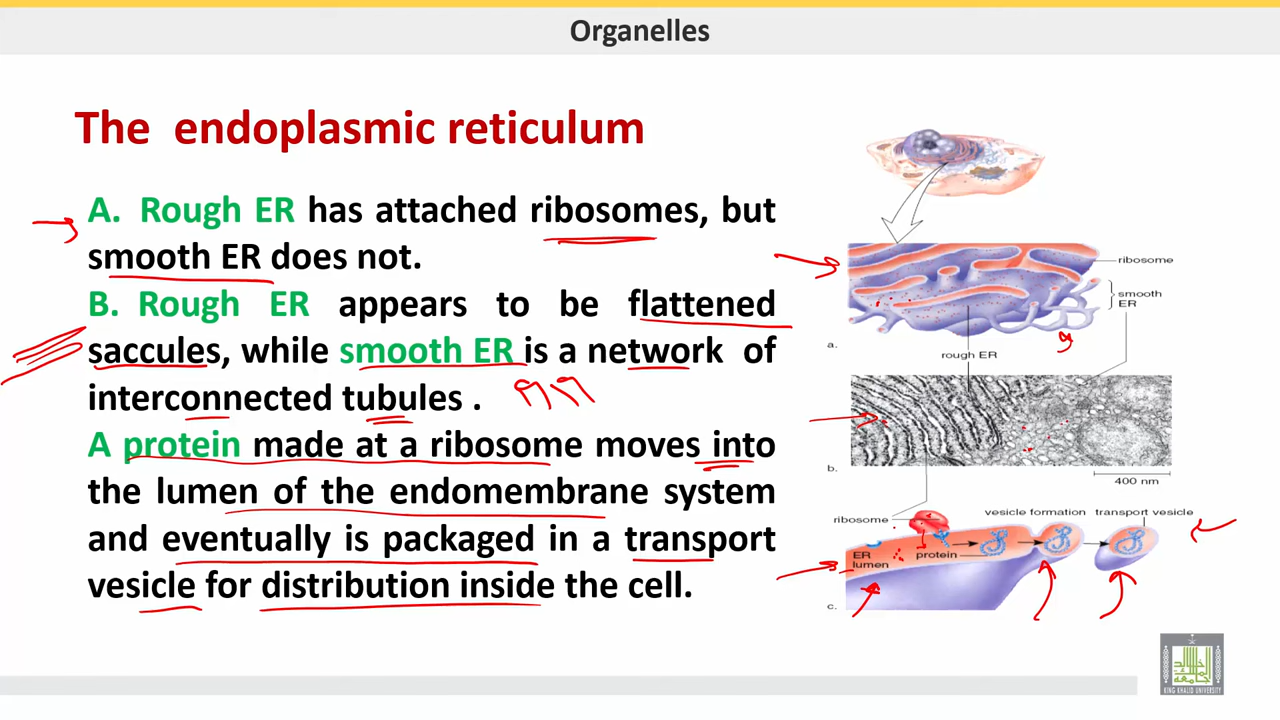 Organelles
The endoplasmic reticulum
A. Rough ER has attached ribosomes, but
smooth ER does not.
B. Rough ER appears to be flattened
saccules, while smooth ER is a network of
interconnected tubules .
A protein made at a ribosome moves into
the lumen of the endomembrane system
and eventually is packaged in a transport
vesicle for distribution inside the cell.
ribosome
smooth
ER
a.
rough ER
b.
400 nm
vesicle formation
transport vesicle
ribosome
ER
lumen
protein
c.
KING KHALID UNIVERSITY